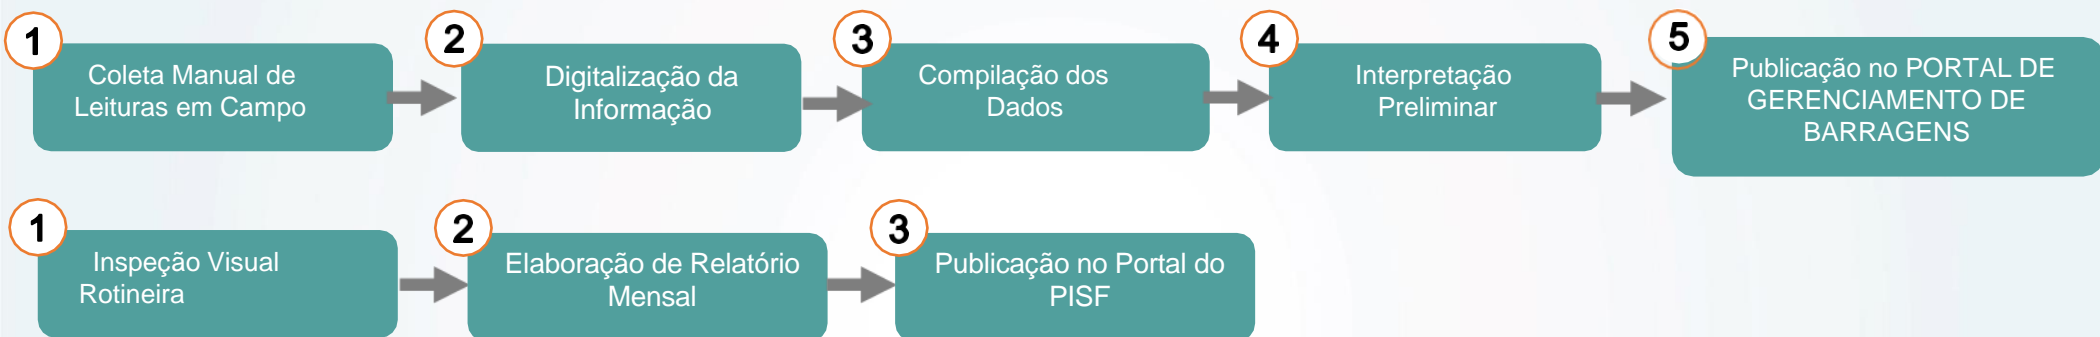 1
Coleta Manual de
Leituras em Campo
2
Digitalização da
Informação
3
Compilação dos
Dados
4
Interpretação
Preliminar
5
Publicação no PORTAL DE
GERENCIAMENTO DE
BARRAGENS
1
Inspeção Visual
Rotineira
2
Elaboração de Relatório
Mensal
3
Publicação no Portal do
PISF